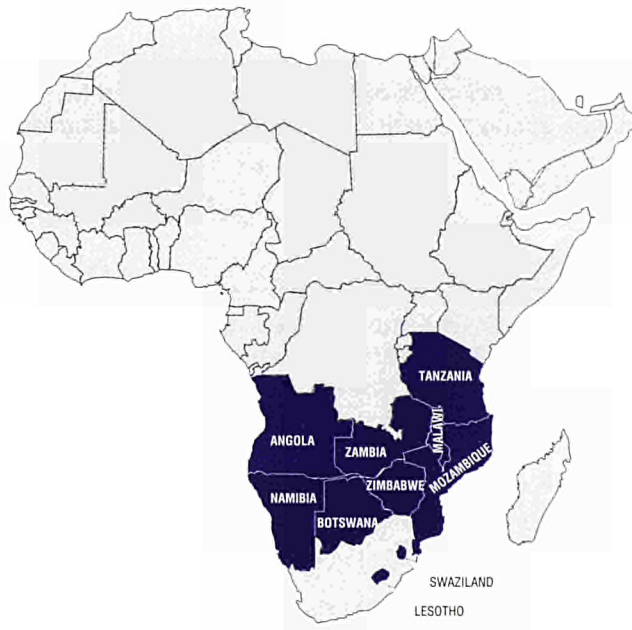 TANZANIA
MALAWI
ANGOLA
ZAMBIA
MOZAMBIQUE
ZIMBABWE
NAMIBIA
BOTSWANA
SWAZILAND
LESOTHO